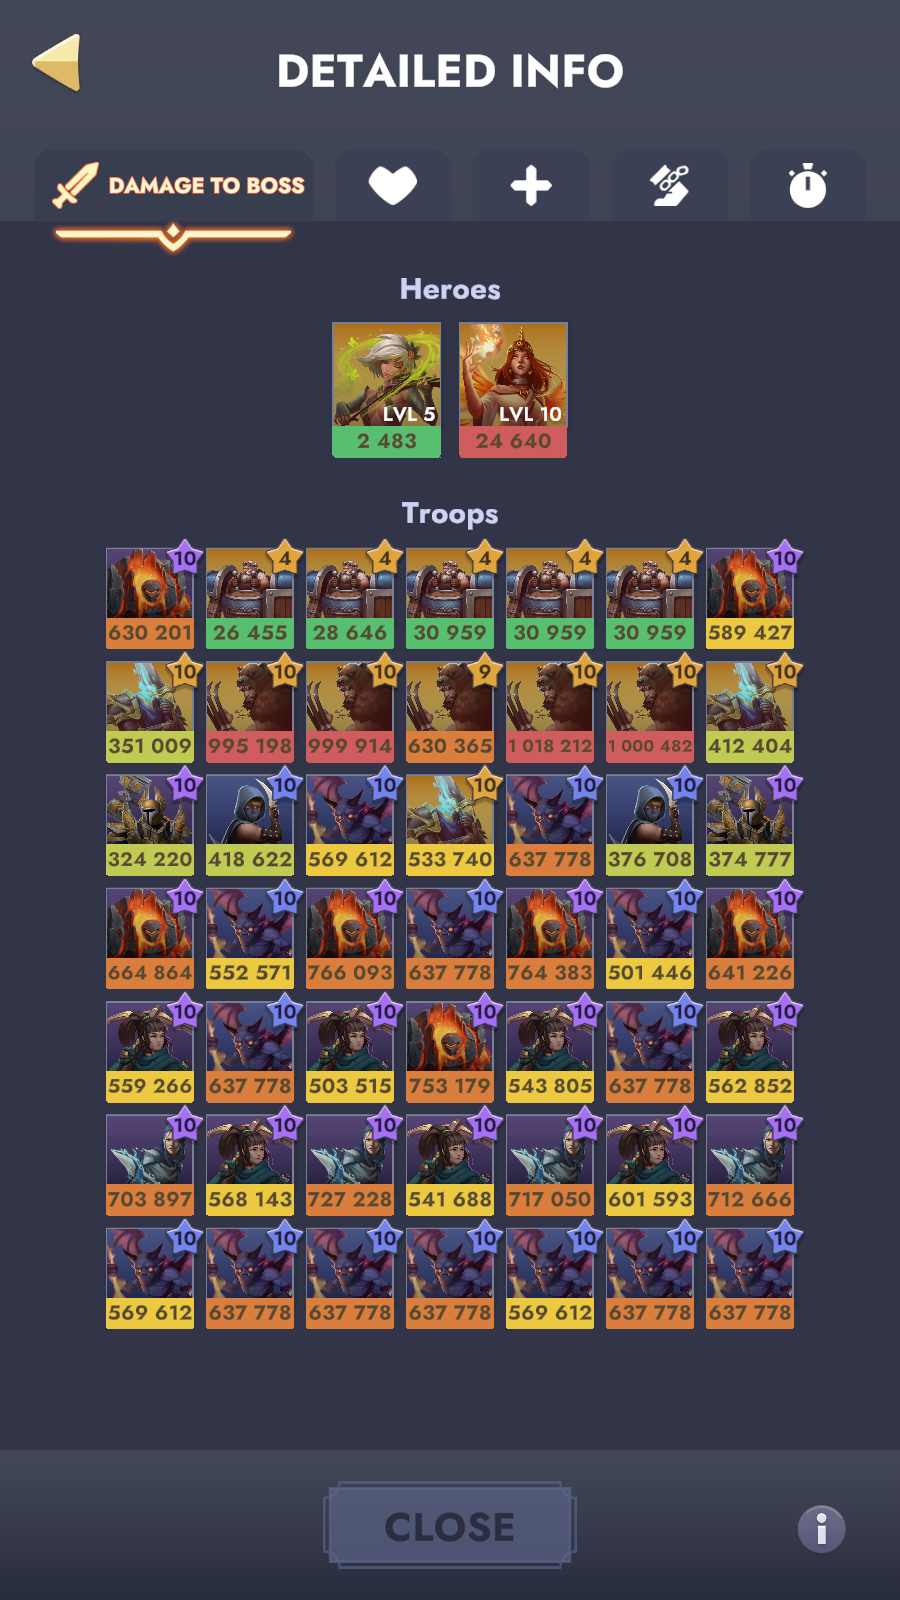 DETAILED INFO
DAMAGE TO BOSS
Heroes
LVL 5 LVL 10
2 483 24 640
Troops
10 4 4 4 4 4 10
630 201 26 455 28 646 30 959 30 959 30 959 589 427
10 10 10 9 10 10 10
351 009 995 198 999 914 630 365 1 018 212 1 000 482 412 404
10 10 10 10 10 10 10
324 220 418 622 569 612 533 740 637 778 376 708 374 777
10 10 10 10 10 10 10
664 864 552 571 766 093 637 778 764 383 501 446 641 226
10 10 10 10 10 10 10
559 266 637 778 503 515 753 179 543 805 637 778 562 852
10 10 10 10 10 10 10
703 897 568 143 727 228 541 688 717 050 601 593 712 666
10 10 10 10 10 10 10
569 612 637 778 637 778 637 778 569 612 637 778 637 778
CLOSE i